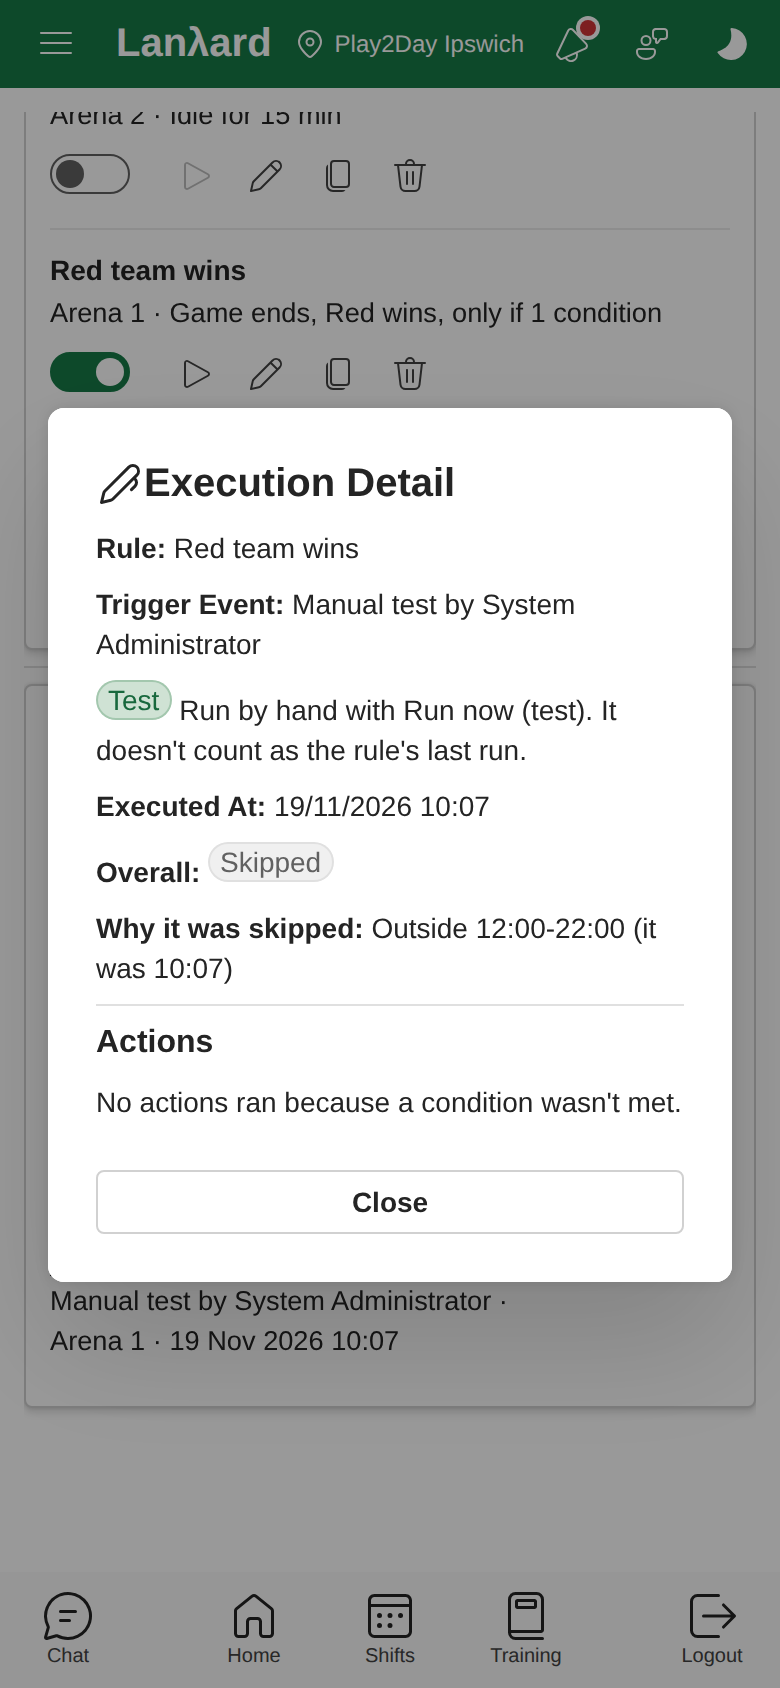 Lanλard
Play2Day Ipswich
Arena 2 · Idle for 15 min
Red team wins
Arena 1 · Game ends, Red wins, only if 1 condition
Execution Detail
Rule: Red team wins
Trigger Event: Manual test by System
Administrator
Test Run by hand with Run now (test). It
doesn't count as the rule's last run.
Executed At: 19/11/2026 10:07
Overall: Skipped
Why it was skipped: Outside 12:00-22:00 (it
was 10:07)
Actions
No actions ran because a condition wasn't met.
Close
Manual test by System Administrator ·
Arena 1 · 19 Nov 2026 10:07
Chat
Home
Shifts
Training
Logout